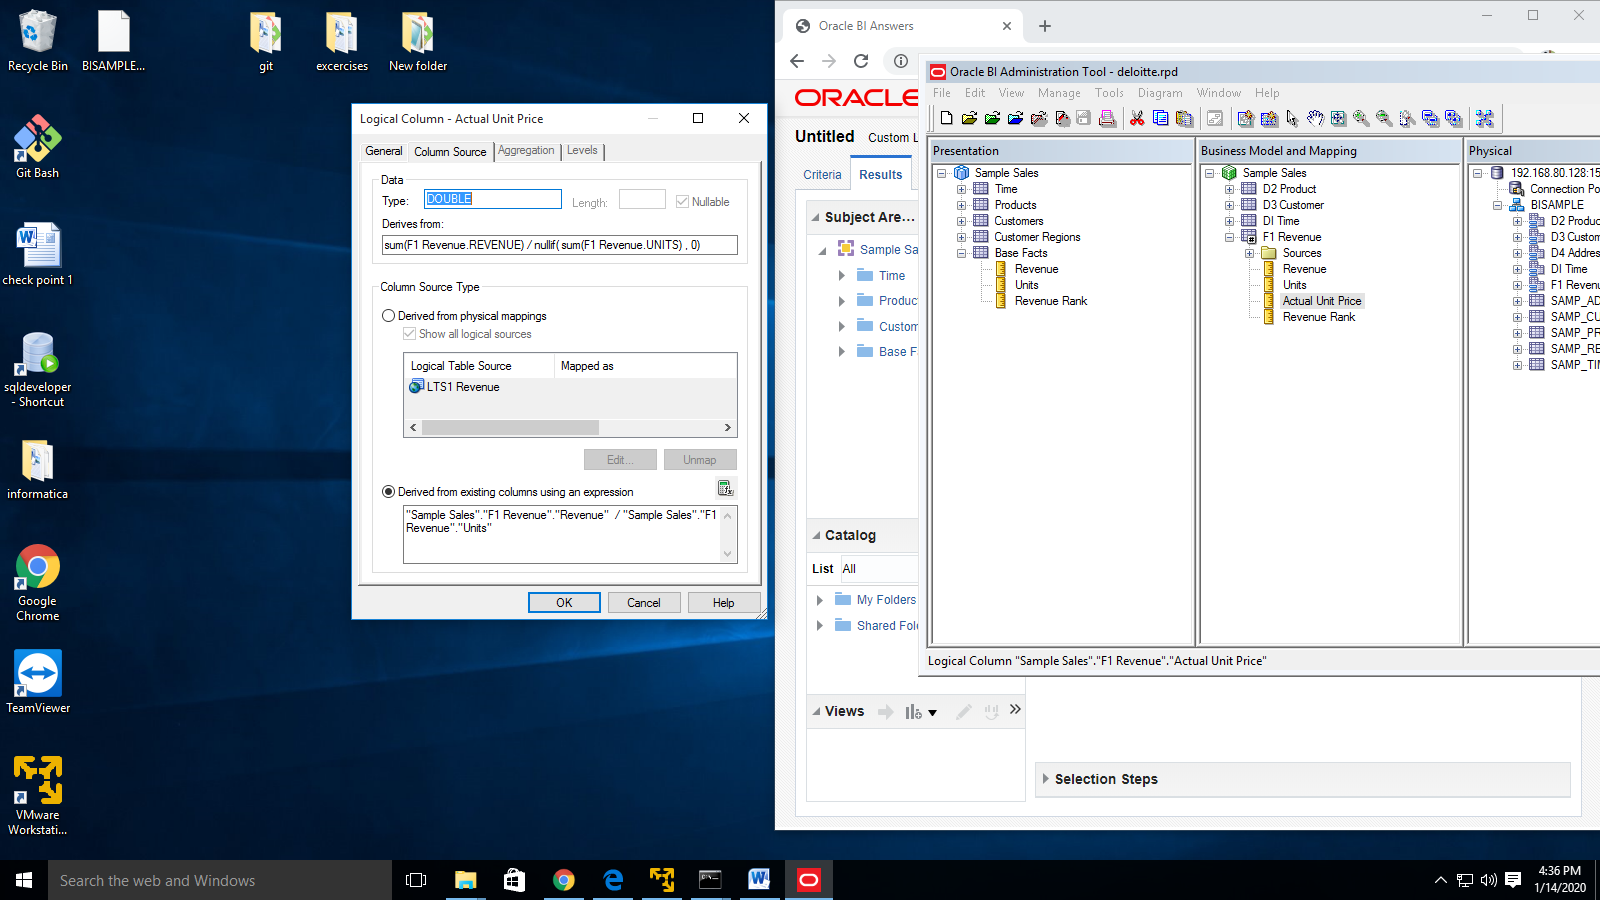 Recycle Bin
BISAMPLE...
git
excercises
New folder
Git Bash
check point 1
sqldeveloper
- Shortcut
informatica
Google
Chrome
TeamViewer
VMware
Workstati...
Logical Column - Actual Unit Price
General
Column Source
Aggregation
Levels
Data
Type:
DOUBLE
Length:
Nullable
Derives from:
sum(F1 Revenue.REVENUE) / nullif( sum(F1 Revenue.UNITS) , 0)
Column Source Type
Derived from physical mappings
Show all logical sources
Logical Table Source
Mapped as
LTS1 Revenue
Edit...
Unmap
Derived from existing columns using an expression
"Sample Sales"."F1 Revenue"."Revenue" / "Sample Sales"."F1
Revenue"."Units"
OK
Cancel
Help
Oracle BI Answers
ORACLE
Untitled
Custom L
Criteria
Results
Subject Are...
Sample Sa
Time
Produc
Custom
Base F
Catalog
List
All
My Folders
Shared Fol
Views
Selection Steps
Oracle BI Administration Tool - deloitte.rpd
File Edit View Manage Tools Diagram Window Help
Presentation
Sample Sales
Time
Products
Customers
Customer Regions
Base Facts
Revenue
Units
Revenue Rank
Business Model and Mapping
Sample Sales
D2 Product
D3 Customer
DI Time
F1 Revenue
Sources
Revenue
Units
Actual Unit Price
Revenue Rank
Physical
192.168.80.128:15
Connection Po
BISAMPLE
D2 Produc
D3 Custom
D4 Addres
DI Time
F1 Revenu
SAMP_AD
SAMP_CU
SAMP_PR
SAMP_RE
SAMP_TIM
Logical Column "Sample Sales"."F1 Revenue"."Actual Unit Price"
Search the web and Windows
4:36 PM
1/14/2020